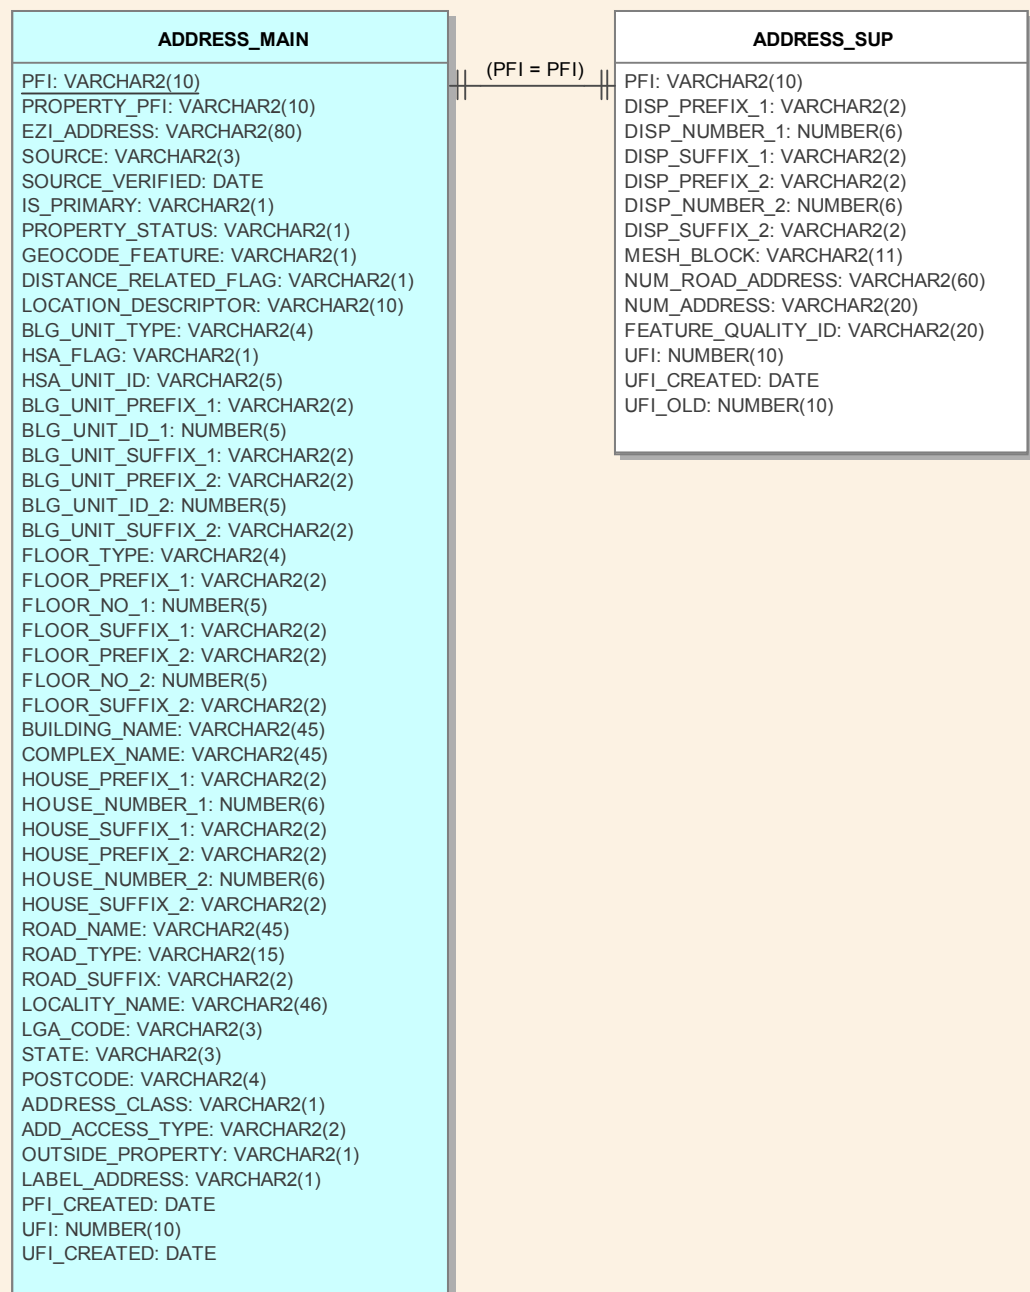 ADDRESS_MAIN
PFI: VARCHAR2(10)
PROPERTY_PFI: VARCHAR2(10)
EZI_ADDRESS: VARCHAR2(80)
SOURCE: VARCHAR2(3)
SOURCE_VERIFIED: DATE
IS_PRIMARY: VARCHAR2(1)
PROPERTY_STATUS: VARCHAR2(1)
GEOCODE_FEATURE: VARCHAR2(1)
DISTANCE_RELATED_FLAG: VARCHAR2(1)
LOCATION_DESCRIPTOR: VARCHAR2(10)
BLG_UNIT_TYPE: VARCHAR2(4)
HSA_FLAG: VARCHAR2(1)
HSA_UNIT_ID: VARCHAR2(5)
BLG_UNIT_PREFIX_1: VARCHAR2(2)
BLG_UNIT_ID_1: NUMBER(5)
BLG_UNIT_SUFFIX_1: VARCHAR2(2)
BLG_UNIT_PREFIX_2: VARCHAR2(2)
BLG_UNIT_ID_2: NUMBER(5)
BLG_UNIT_SUFFIX_2: VARCHAR2(2)
FLOOR_TYPE: VARCHAR2(4)
FLOOR_PREFIX_1: VARCHAR2(2)
FLOOR_NO_1: NUMBER(5)
FLOOR_SUFFIX_1: VARCHAR2(2)
FLOOR_PREFIX_2: VARCHAR2(2)
FLOOR_NO_2: NUMBER(5)
FLOOR_SUFFIX_2: VARCHAR2(2)
BUILDING_NAME: VARCHAR2(45)
COMPLEX_NAME: VARCHAR2(45)
HOUSE_PREFIX_1: VARCHAR2(2)
HOUSE_NUMBER_1: NUMBER(6)
HOUSE_SUFFIX_1: VARCHAR2(2)
HOUSE_PREFIX_2: VARCHAR2(2)
HOUSE_NUMBER_2: NUMBER(6)
HOUSE_SUFFIX_2: VARCHAR2(2)
ROAD_NAME: VARCHAR2(45)
ROAD_TYPE: VARCHAR2(15)
ROAD_SUFFIX: VARCHAR2(2)
LOCALITY_NAME: VARCHAR2(46)
LGA_CODE: VARCHAR2(3)
STATE: VARCHAR2(3)
POSTCODE: VARCHAR2(4)
ADDRESS_CLASS: VARCHAR2(1)
ADD_ACCESS_TYPE: VARCHAR2(2)
OUTSIDE_PROPERTY: VARCHAR2(1)
LABEL_ADDRESS: VARCHAR2(1)
PFI_CREATED: DATE
UFI: NUMBER(10)
UFI_CREATED: DATE
(PFI = PFI)
ADDRESS_SUP
PFI: VARCHAR2(10)
DISP_PREFIX_1: VARCHAR2(2)
DISP_NUMBER_1: NUMBER(6)
DISP_SUFFIX_1: VARCHAR2(2)
DISP_PREFIX_2: VARCHAR2(2)
DISP_NUMBER_2: NUMBER(6)
DISP_SUFFIX_2: VARCHAR2(2)
MESH_BLOCK: VARCHAR2(11)
NUM_ROAD_ADDRESS: VARCHAR2(60)
NUM_ADDRESS: VARCHAR2(20)
FEATURE_QUALITY_ID: VARCHAR2(20)
UFI: NUMBER(10)
UFI_CREATED: DATE
UFI_OLD: NUMBER(10)